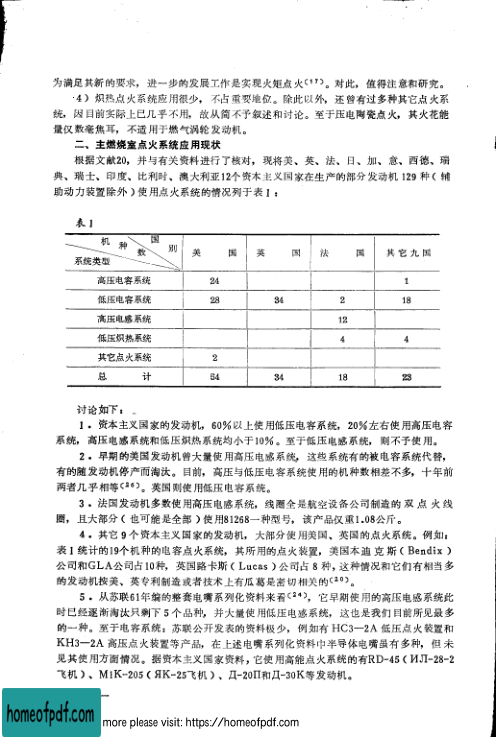 为满足其新的要求，进一步的发展工作是实现火矩点火〔17〕。对此，值得注意和研究。
4）炽热点火系统应用很少，不占重要地位。除此以外，还曾有过多种其它点火系
统，因目前实际上已几乎不用，故从简不予叙述和讨论。至于压电陶瓷点火，其火花能
量仅数毫焦耳，不适用于燃气涡轮发动机。
二、主燃烧室点火系统应用现状
根据文献20，并与有关资料进行了核对，现将美、英、法、日、加、意、西德、瑞
典、瑞士、印度、比利时、澳大利亚12个资本主义国家在生产的部分发动机 129 种（辅
助动力装置除外）使用点火系统的情况列于表Ⅰ：
表Ⅰ
机 种 数 国 别
系统类型
美 国 英 国 法 国 其它九国
高压电容系统 24 1
低压电容系统 28 34 2 18
高压电感系统 12
低压炽热系统 4 4
其它点火系统 2
总 计 54 34 18 23
讨论如下：
1．资本主义国家的发动机，60%以上使用低压电容系统，20%左右使用高压电容
系统，高压电感系统和低压炽热系统均小于10%。至于低压电感系统，则不予使用。
2．早期的美国发动机曾大量使用高压电感系统，这些系统有的被电容系统代替，
有的随发动机停产而淘汰。目前，高压与低压电容系统使用的机种数相差不多，十年前
两者几乎相等〔26〕。英国则使用低压电容系统。
3．法国发动机多数使用高压电感系统，线圈全是航空设备公司制造的双点火线
圈，且大部分（也可能是全部）使用81268一种型号，该产品仅重1.08公斤。
4．其它 9 个资本主义国家的发动机，大部分使用美国、英国的点火系统。例如：
表Ⅰ统计的19个机种的电容点火系统，其所用的点火装置，美国本迪克斯（Bendix）
公司和GLA公司占10种，英国路卡斯（Lucas）公司占 8 种，这种情况和它们有相当多
的发动机按美、英专利制造或者技术上有瓜葛是密切相关的〔20〕。
5．从苏联61年编的整套电嘴系列化资料来看〔24〕，它早期使用的高压电感系统此
时已经逐渐淘汰只剩下 5 个品种，并大量使用低压电感系统，这也是我们目前所见最多
的一种。至于电容系统：苏联公开发表的资料极少，例如有 HC3—2A 低压点火装置和
KH3—2A 高压点火装置等产品，在上述电嘴系列化资料中半导体电嘴虽有多种，但未
见其使用方面情况。据资本主义国家资料，它使用高能点火系统的有RD-45（ИЛ-28-2
飞机）、M1K-205（ЯК-25飞机）、Д-20П和Д-30К等发动机。
homeofpdf.com
more please visit: https://homeofpdf.com